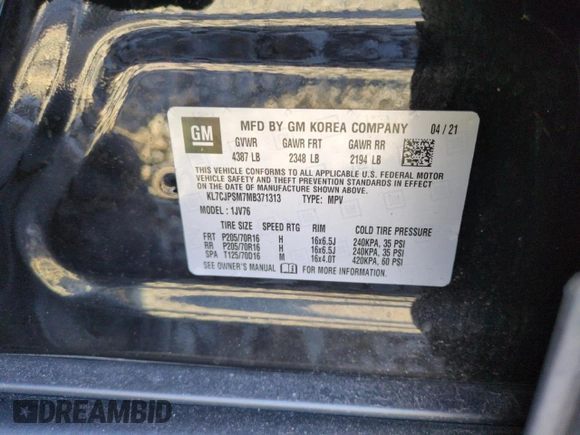 GM
MFD BY GM KOREA COMPANY 04 / 21
GVWR GAWR FRT GAWR RR
4387 LB 2348 LB 2194 LB
THIS VEHICLE CONFORMS TO ALL APPLICABLE U.S. FEDERAL MOTOR
VEHICLE SAFETY AND THEFT PREVENTION STANDARDS IN EFFECT
ON THE DATE OF MANUFACTURE SHOWN ABOVE.
KL7CJPSM7MB371313 TYPE: MPV
MODEL : 1JV76
TIRE SIZE SPEED RTG RIM COLD TIRE PRESSURE
FRT P205/70R16 H 16x6.5J 240KPA, 35 PSI
RR P205/70R16 H 16x6.5J 240KPA, 35 PSI
SPA T125/70D16 M 16x4.0T 420KPA, 60 PSI
SEE OWNER'S MANUAL FOR MORE INFORMATION.
DREAMBID